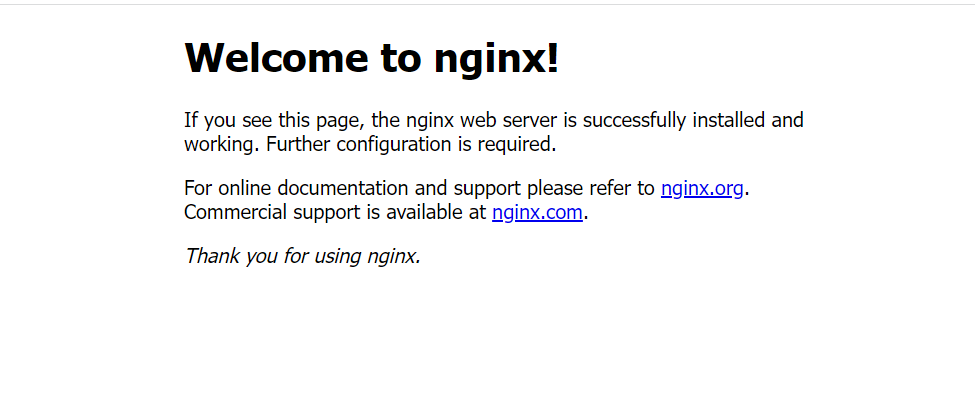 Welcome to nginx!
If you see this page, the nginx web server is successfully installed and
working. Further configuration is required.
For online documentation and support please refer to nginx.org.
Commercial support is available at nginx.com.
Thank you for using nginx.